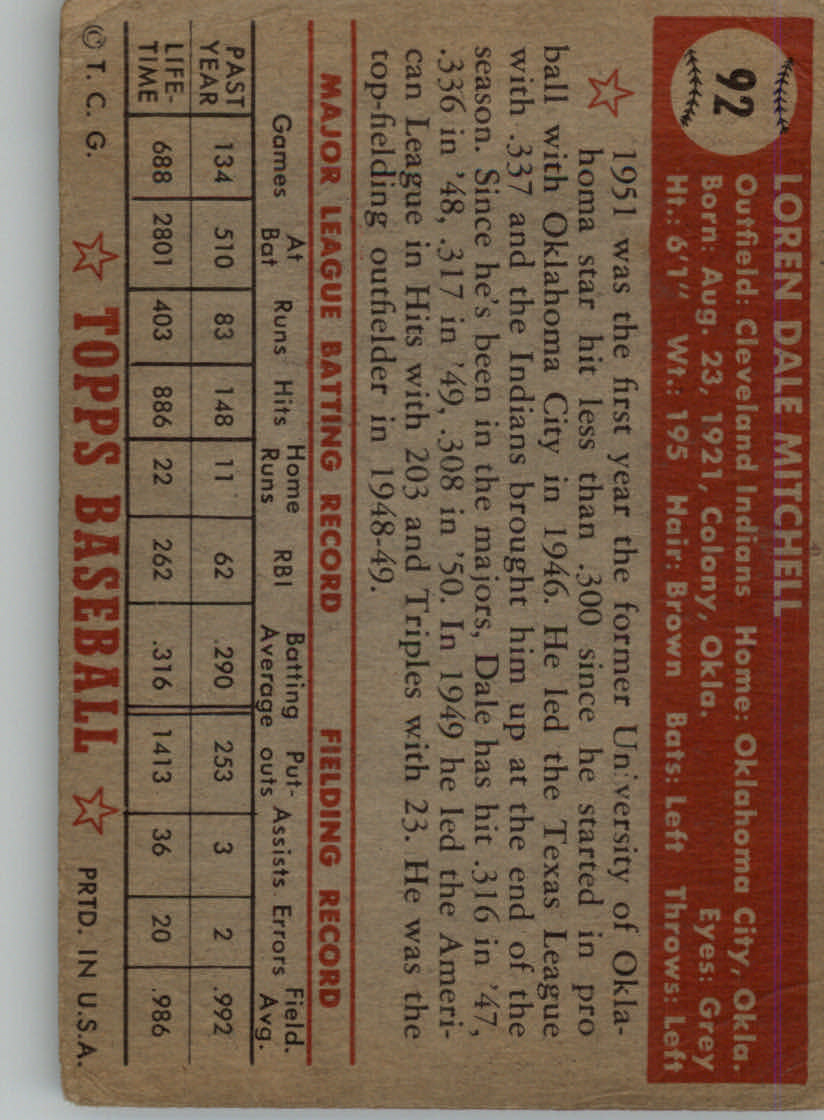 92
LOREN DALE MITCHELL
Outfield: Cleveland Indians Home: Oklahoma City, Okla.
Born: Aug. 23, 1921, Colony, Okla. Eyes: Grey
Ht.: 6'1" Wt.: 195 Hair: Brown Bats: Left Throws: Left
1951 was the first year the former University of Okla-
homa star hit less than .300 since he started in pro
ball with Oklahoma City in 1946. He led the Texas League
with .337 and the Indians brought him up at the end of the
season. Since he's been in the majors, Dale has hit .316 in '47,
.336 in '48, .317 in '49, .308 in '50. In 1949 he led the Ameri-
can League in Hits with 203 and Triples with 23. He was the
top-fielding outfielder in 1948-49.
MAJOR LEAGUE BATTING RECORD FIELDING RECORD
Games At Bat Runs Hits Home Runs RBI Batting Average Put-outs Assists Errors Field. Avg.
PAST YEAR 134 510 83 148 11 62 .290 253 3 2 .992
LIFE-TIME 688 2801 403 886 22 262 .316 1413 36 20 .986
© T. C. G. TOPPS BASEBALL PRTD. IN U.S.A.